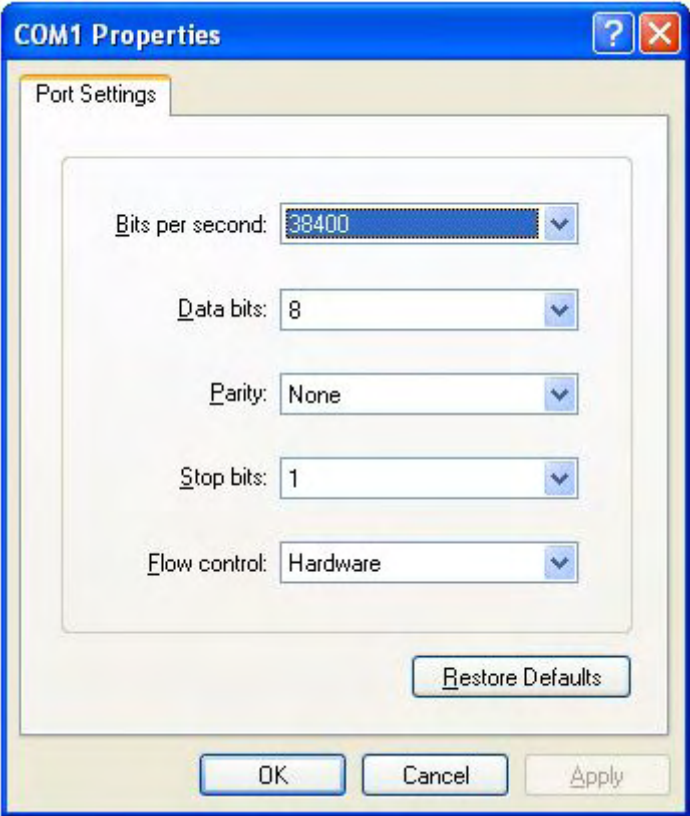 COM1 Properties
Port Settings
Bits per second: 38400
Data bits: 8
Parity: None
Stop bits: 1
Flow control: Hardware
Restore Defaults
OK Cancel Apply